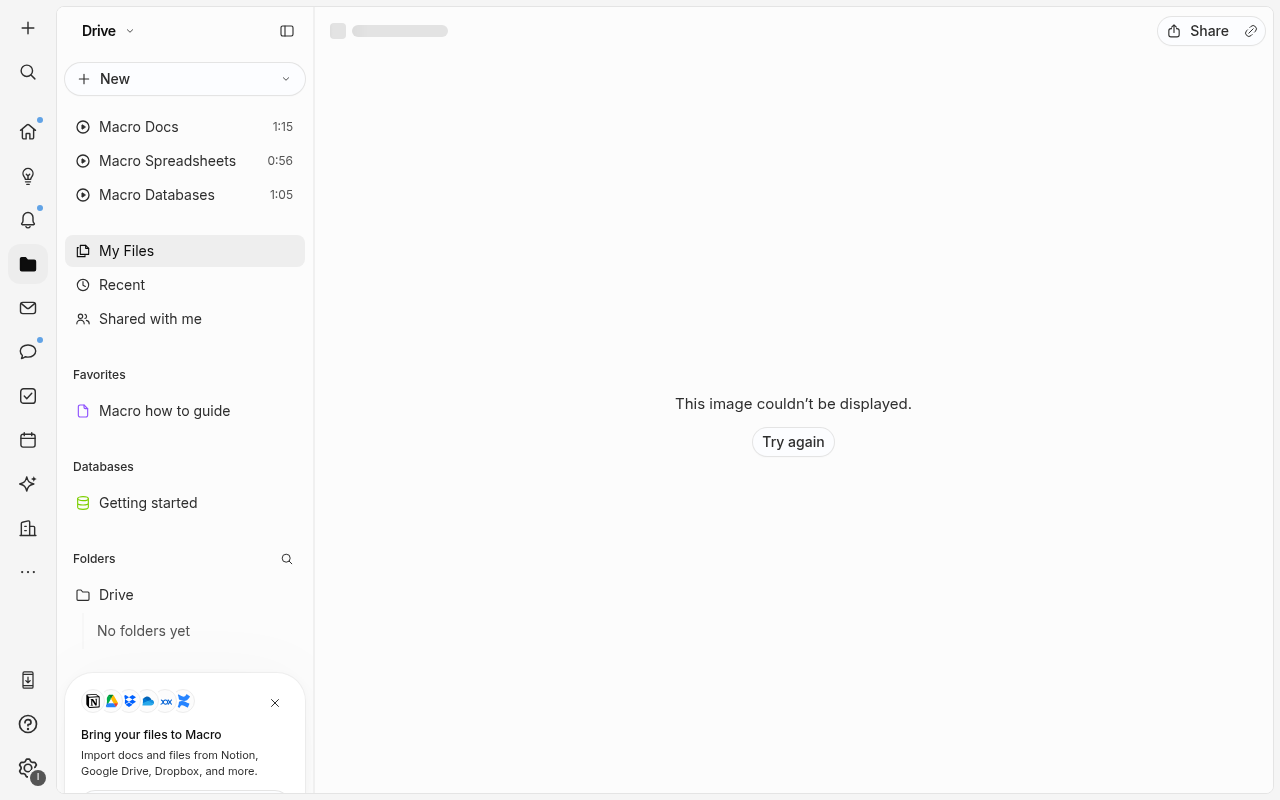 Drive
Share
New
Macro Docs 1:15
Macro Spreadsheets 0:56
Macro Databases 1:05
My Files
Recent
Shared with me
Favorites
Macro how to guide
Databases
Getting started
Folders
Drive
No folders yet
Bring your files to Macro
Import docs and files from Notion,
Google Drive, Dropbox, and more.
I
This image couldn’t be displayed.
Try again